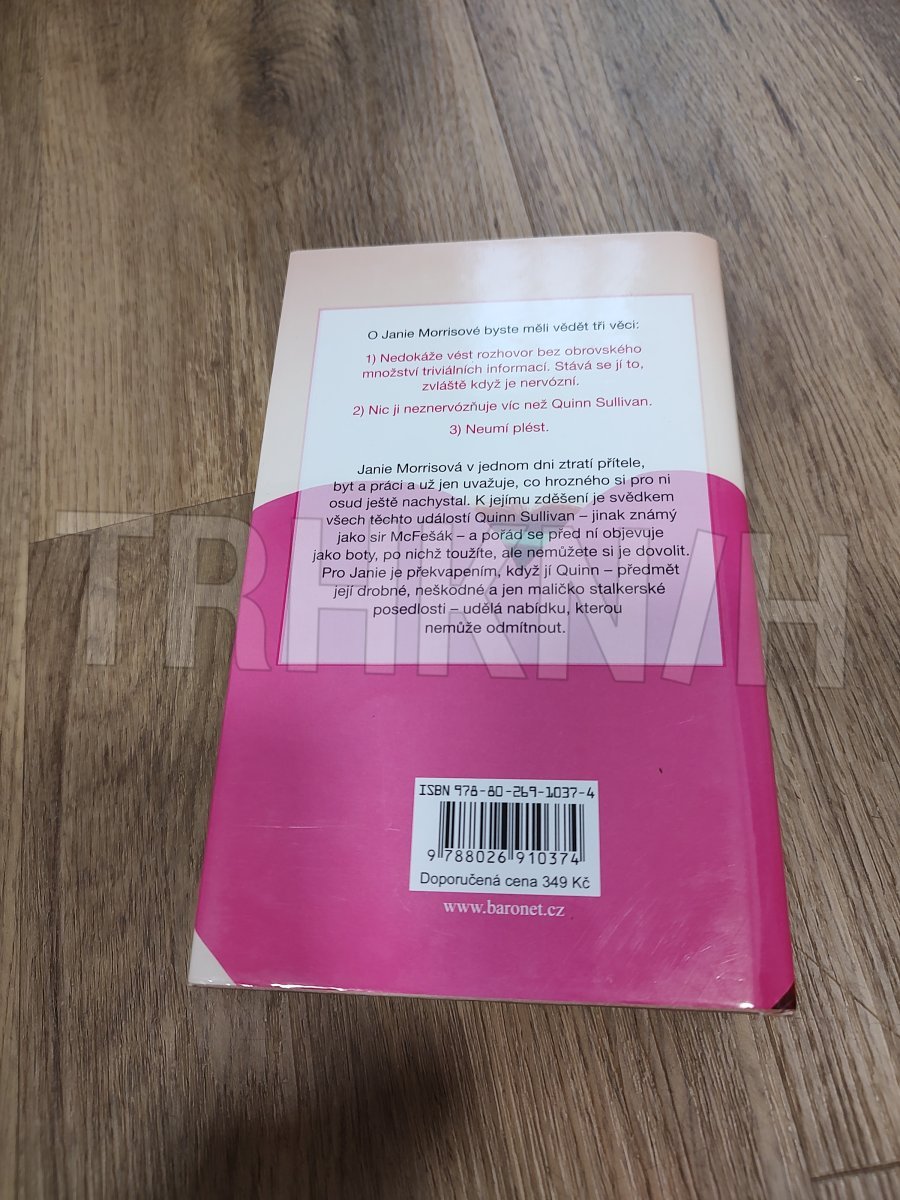 O Janie Morrisové byste měli vědět tři věci:
1) Nedokáže vést rozhovor bez obrovského
množství triviálních informací. Stává se jí to,
zvláště když je nervózní.
2) Nic ji neznervózňuje víc než Quinn Sullivan.
3) Neumí plést.
Janie Morrisová v jednom dni ztratí přítele,
byt a práci a už jen uvažuje, co hrozného si pro ni
osud ještě nachystal. K jejímu zděšení je svědkem
všech těchto událostí Quinn Sullivan – jinak známý
jako sir McFešák – a pořád se před ní objevuje
jako boty, po nichž toužíte, ale nemůžete si je dovolit.
Pro Janie je překvapením, když jí Quinn – předmět
její drobné, neškodné a jen maličko stalkerské
posedlosti – udělá nabídku, kterou
nemůže odmítnout.
TRHKNIH
ISBN 978-80-269-1037-4
9 788026 910374
Doporučená cena 349 Kč
www.baronet.cz